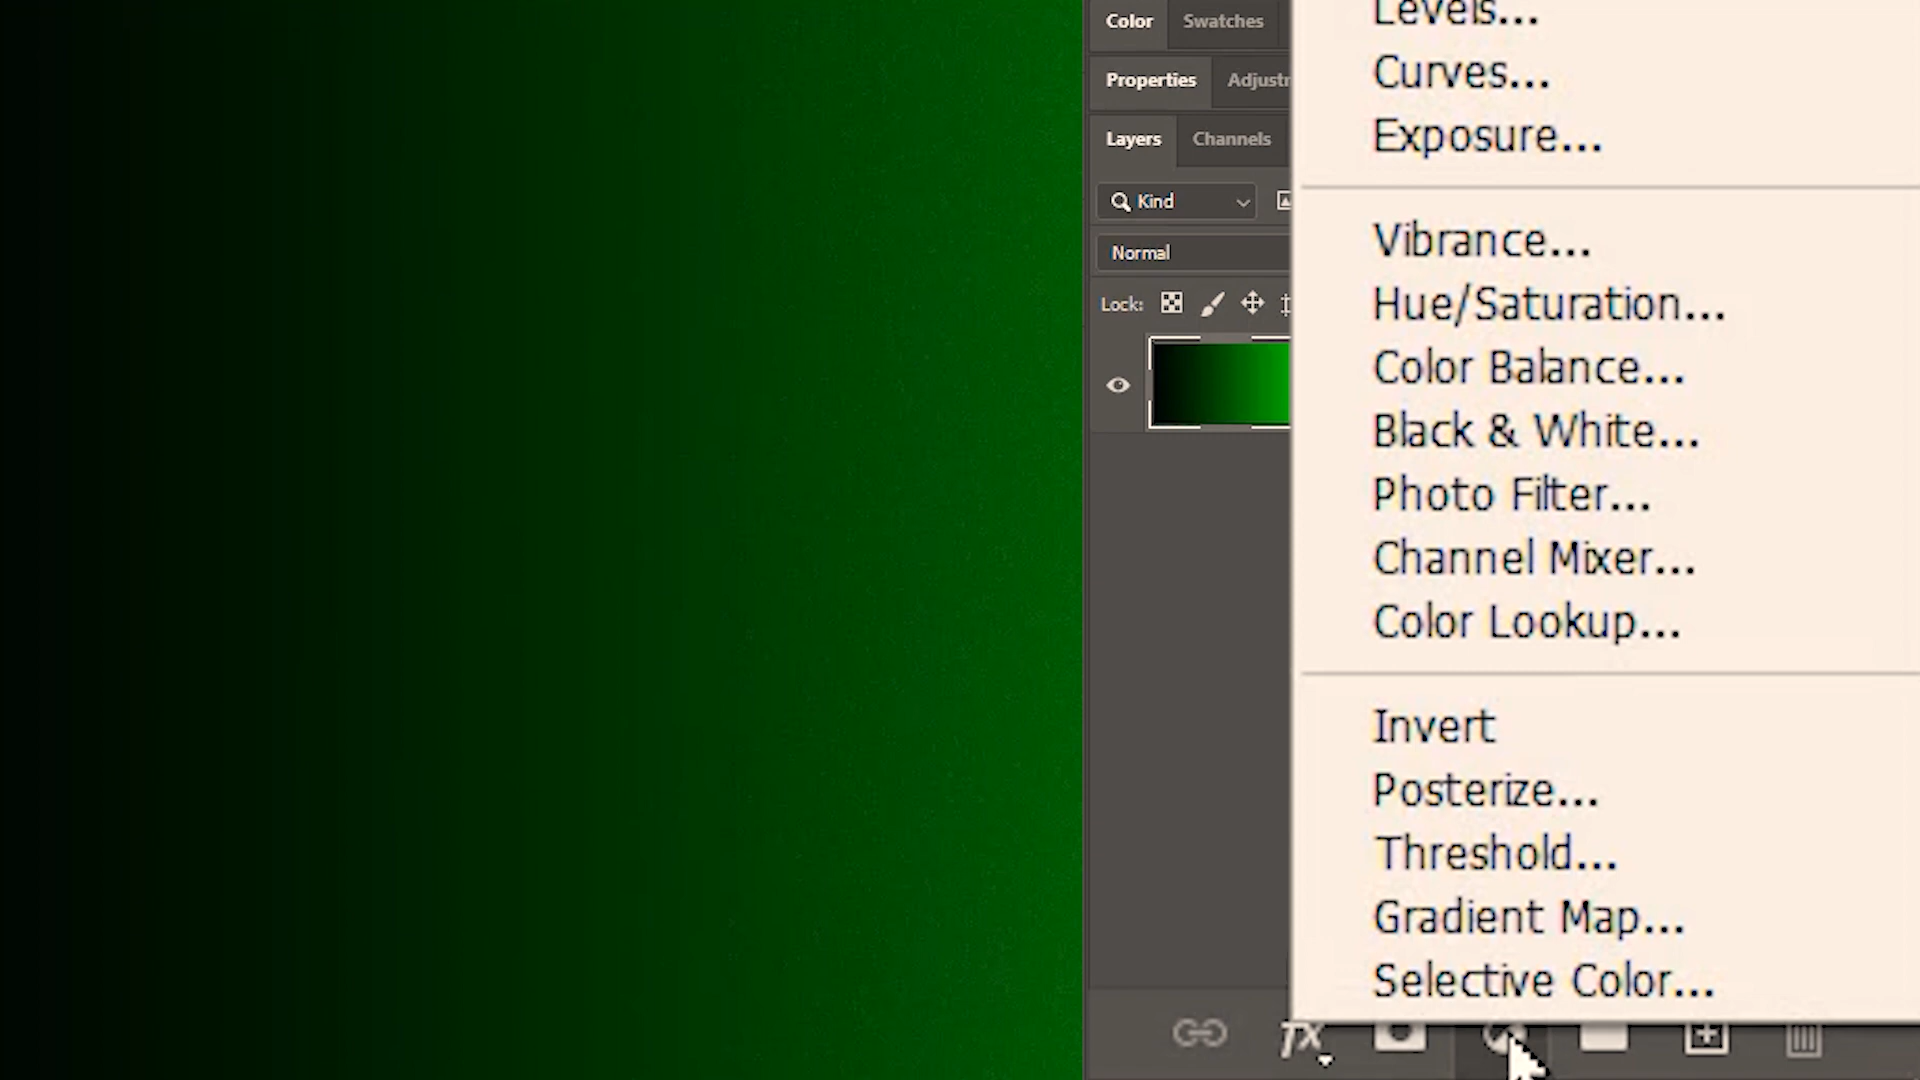 Color Swatches
Properties Adjustr
Layers Channels
Kind
Normal
Lock:
Levels...
Curves...
Exposure...
Vibrance...
Hue/Saturation...
Color Balance...
Black & White...
Photo Filter...
Channel Mixer...
Color Lookup...
Invert
Posterize...
Threshold...
Gradient Map...
Selective Color...
fx